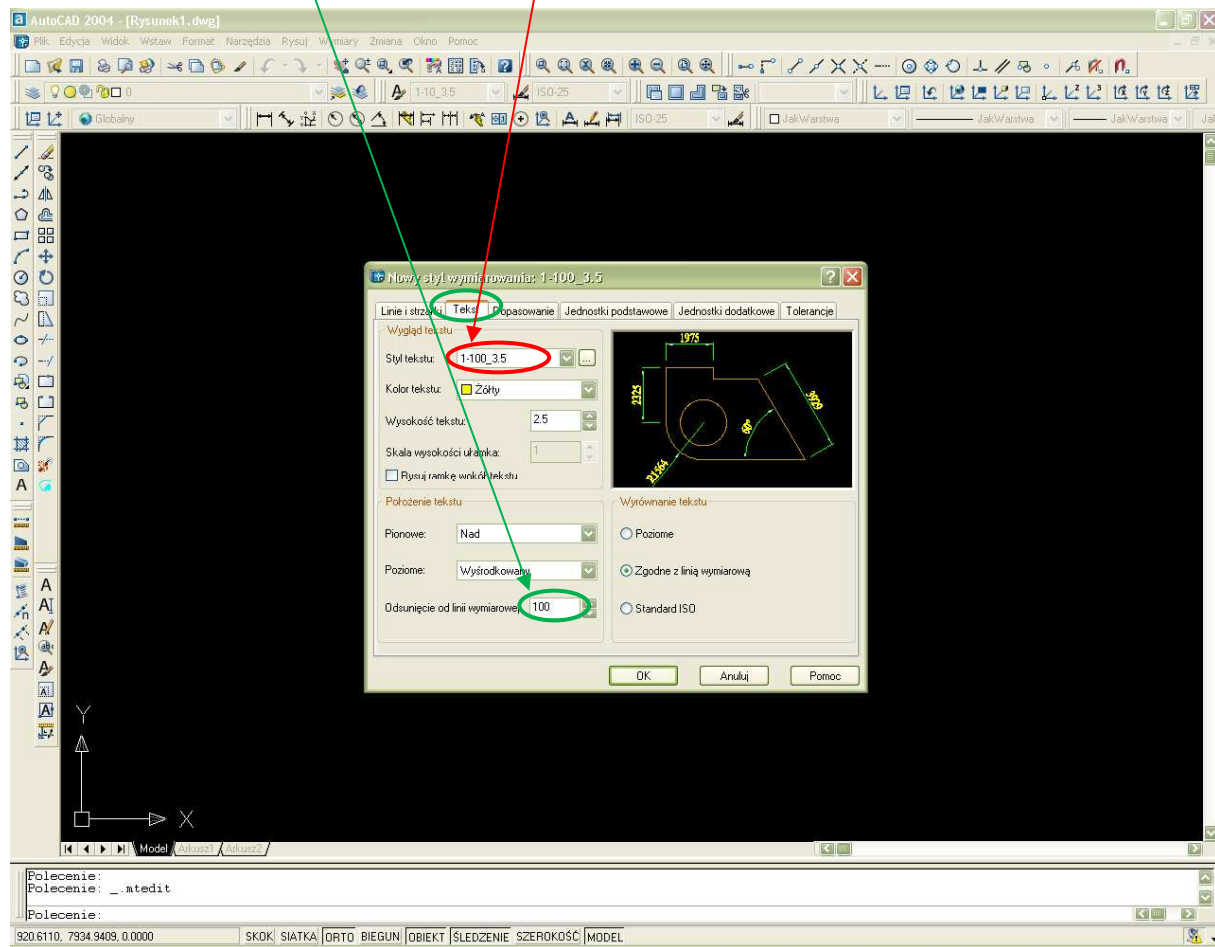 AutoCAD 2004 - [Rysunek1.dwg]
Plik Edycja Widok Wstaw Format Narzędzia Rysuj Wymiary Zmiana Okno Pomoc
0 1-10_3.5 ISO-25
Globalny ISO-25 JakWarstwa JakWarstwa JakWarstwa
Nowy styl wymiarowania: 1-100_3.5
Linie i strzałki Tekst Dopasowanie Jednostki podstawowe Jednostki dodatkowe Tolerancje
Wygląd tekstu
Styl tekstu: 1-100_3.5 ...
Kolor tekstu: Żółty
Wysokość tekstu: 2.5
Skala wysokości ułamka: 1
Rysuj ramkę wokół tekstu
1975
2325
3929
60°
R1564
Położenie tekstu
Pionowe: Nad
Poziome: Wyśrodkowany
Odsunięcie od linii wymiarowej: 100
Wyrównanie tekstu
Poziome
Zgodne z linią wymiarową
Standard ISO
OK Anuluj Pomoc
Y
X
Model Arkusz1 Arkusz2
Polecenie:
Polecenie: _.mtedit
Polecenie:
920.6110, 7934.9409, 0.0000 SKOK SIATKA ORTO BIEGUN OBIEKT ŚLEDZENIE SZEROKOŚĆ MODEL